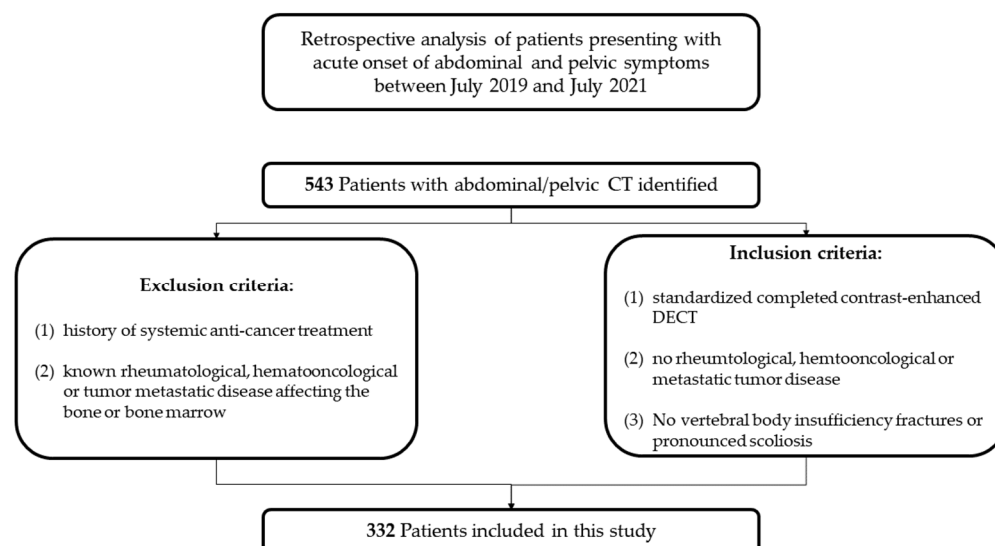 Retrospective analysis of patients presenting with
acute onset of abdominal and pelvic symptoms
between July 2019 and July 2021
543 Patients with abdominal/pelvic CT identified
Exclusion criteria:
(1) history of systemic anti-cancer treatment
(2) known rheumatological, hematooncological
or tumor metastatic disease affecting the
bone or bone marrow
Inclusion criteria:
(1) standardized completed contrast-enhanced
DECT
(2) no rheumtological, hemtooncological or
metastatic tumor disease
(3) No vertebral body insufficiency fractures or
pronounced scoliosis
332 Patients included in this study